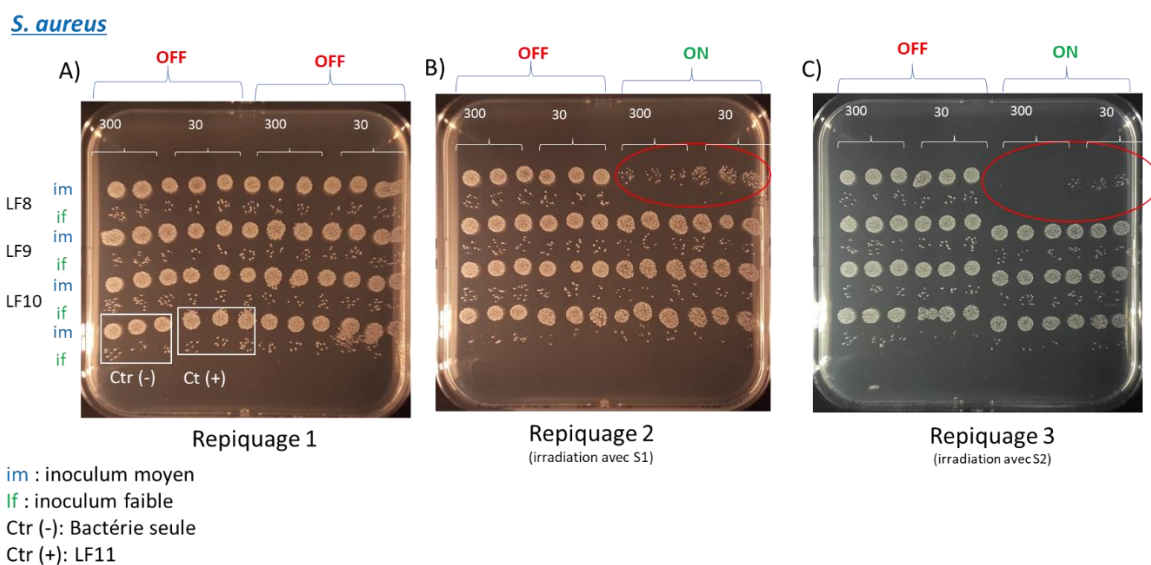 S. aureus
OFF OFF
A)
300 30 300 30
LF8
im
if
LF9
im
if
LF10
im
if
im
if
Ctr (-) Ct (+)
Repiquage 1
OFF ON
B)
300 30 300 30
Repiquage 2
(irradiation avec S1)
OFF ON
C)
300 30 300 30
Repiquage 3
(irradiation avec S2)
im : inoculum moyen
If : inoculum faible
Ctr (-): Bactérie seule
Ctr (+): LF11